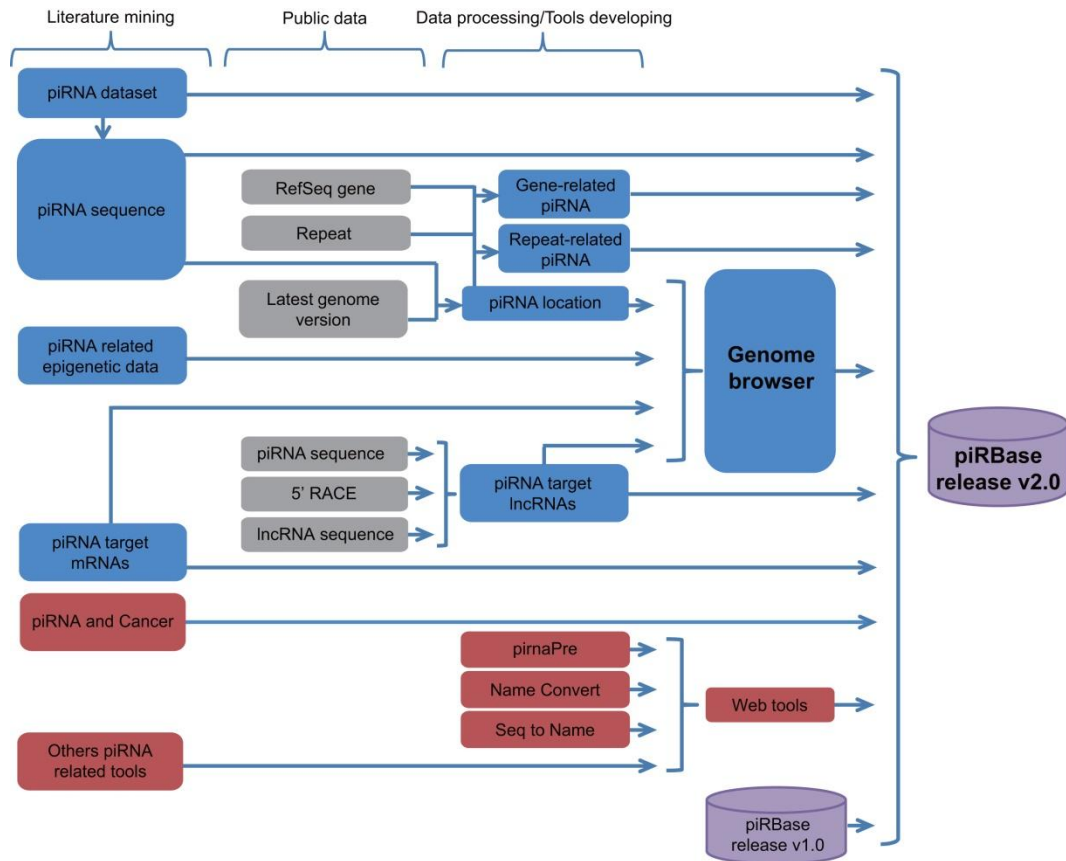 Literature mining
Public data
Data processing/Tools developing
piRNA dataset
piRNA sequence
RefSeq gene
Repeat
Latest genome
version
Gene-related
piRNA
Repeat-related
piRNA
piRNA location
piRNA related
epigenetic data
Genome
browser
piRNA sequence
5' RACE
lncRNA sequence
piRNA target
lncRNAs
piRNA target
mRNAs
piRNA and Cancer
pirnaPre
Name Convert
Seq to Name
Web tools
Others piRNA
related tools
piRBase
release v1.0
piRBase
release v2.0